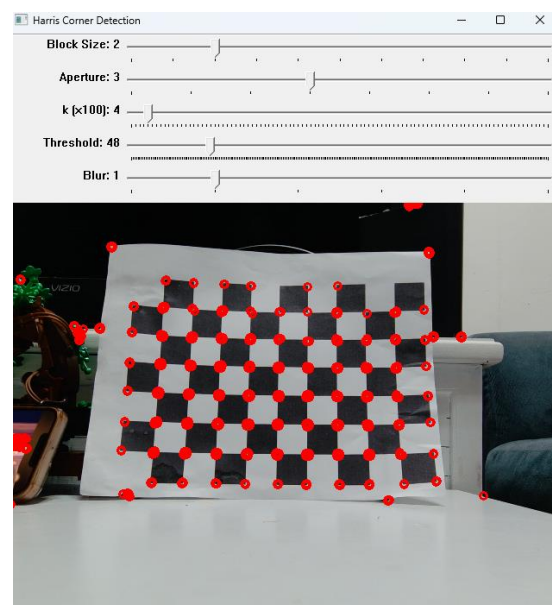 Harris Corner Detection
Block Size: 2
Aperture: 3
k (x100): 4
Threshold: 48
Blur: 1
VIZIO